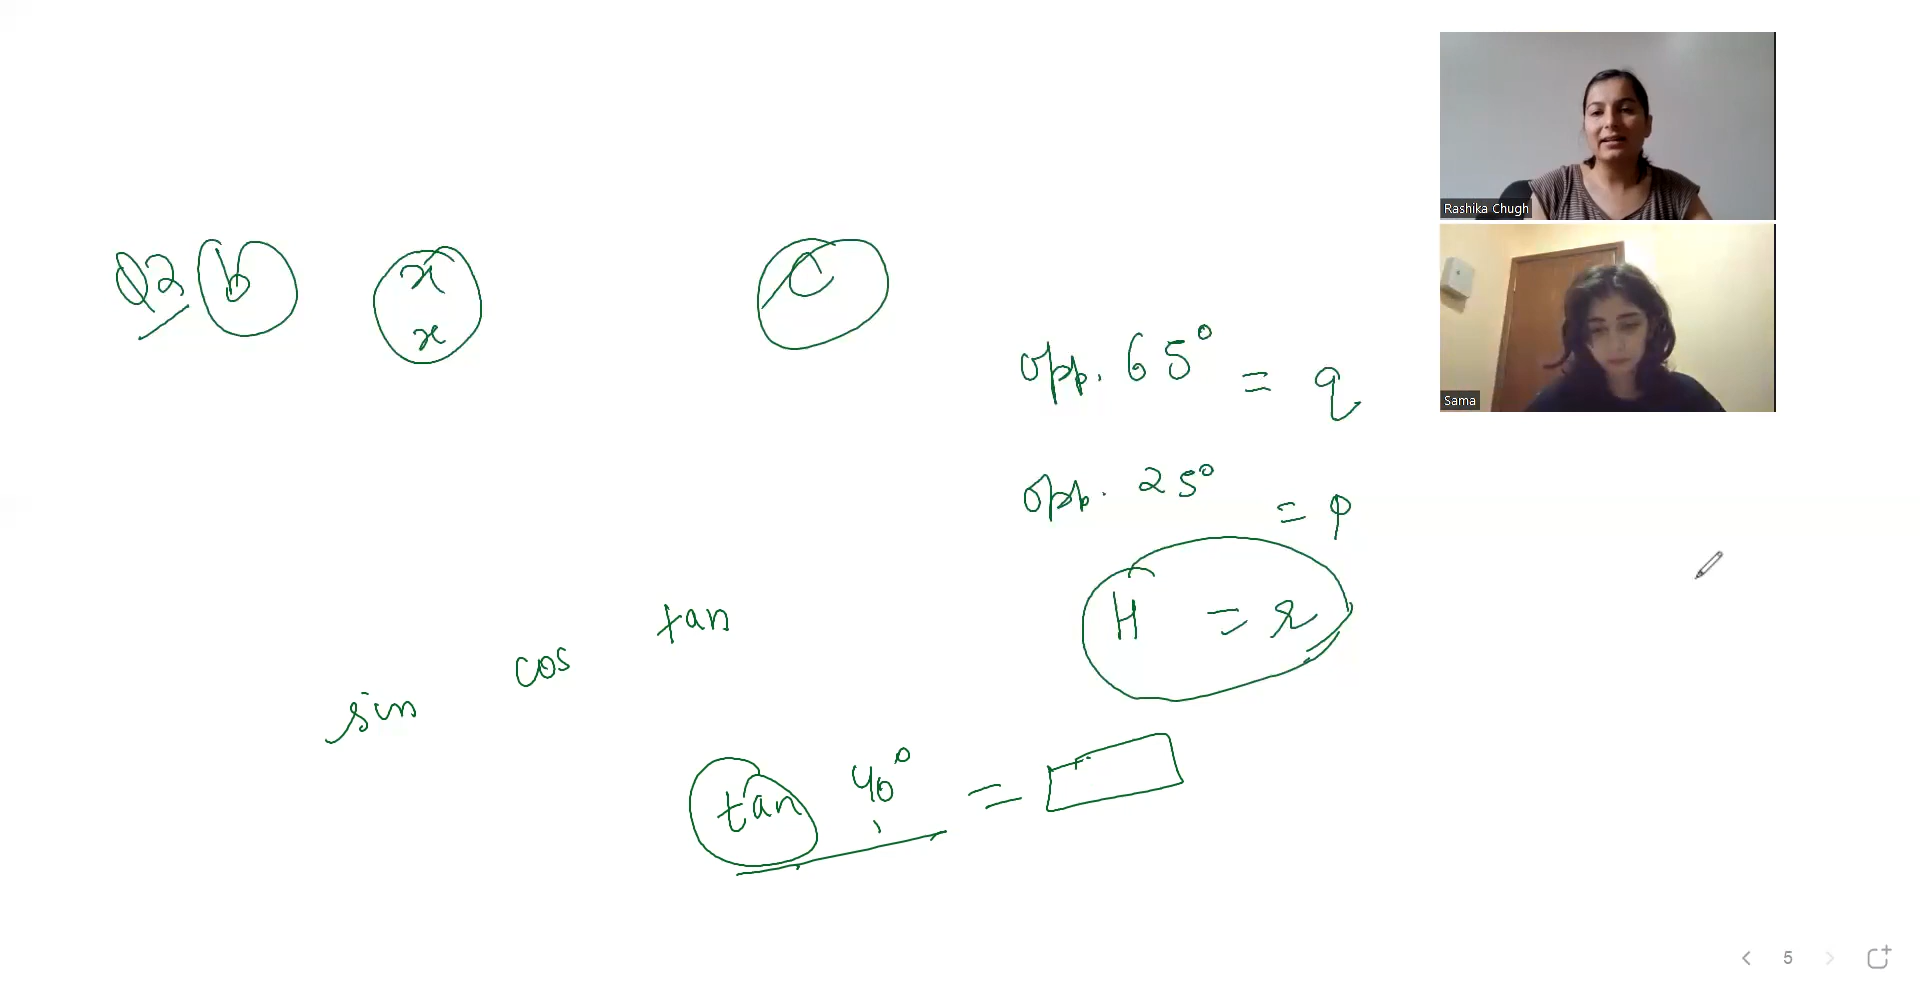 Rashika Chugh
Sama
Q2 b x c
x
opp. 65° = q
opp. 25° = p
H = r
sin cos tan
tan 40° =
5